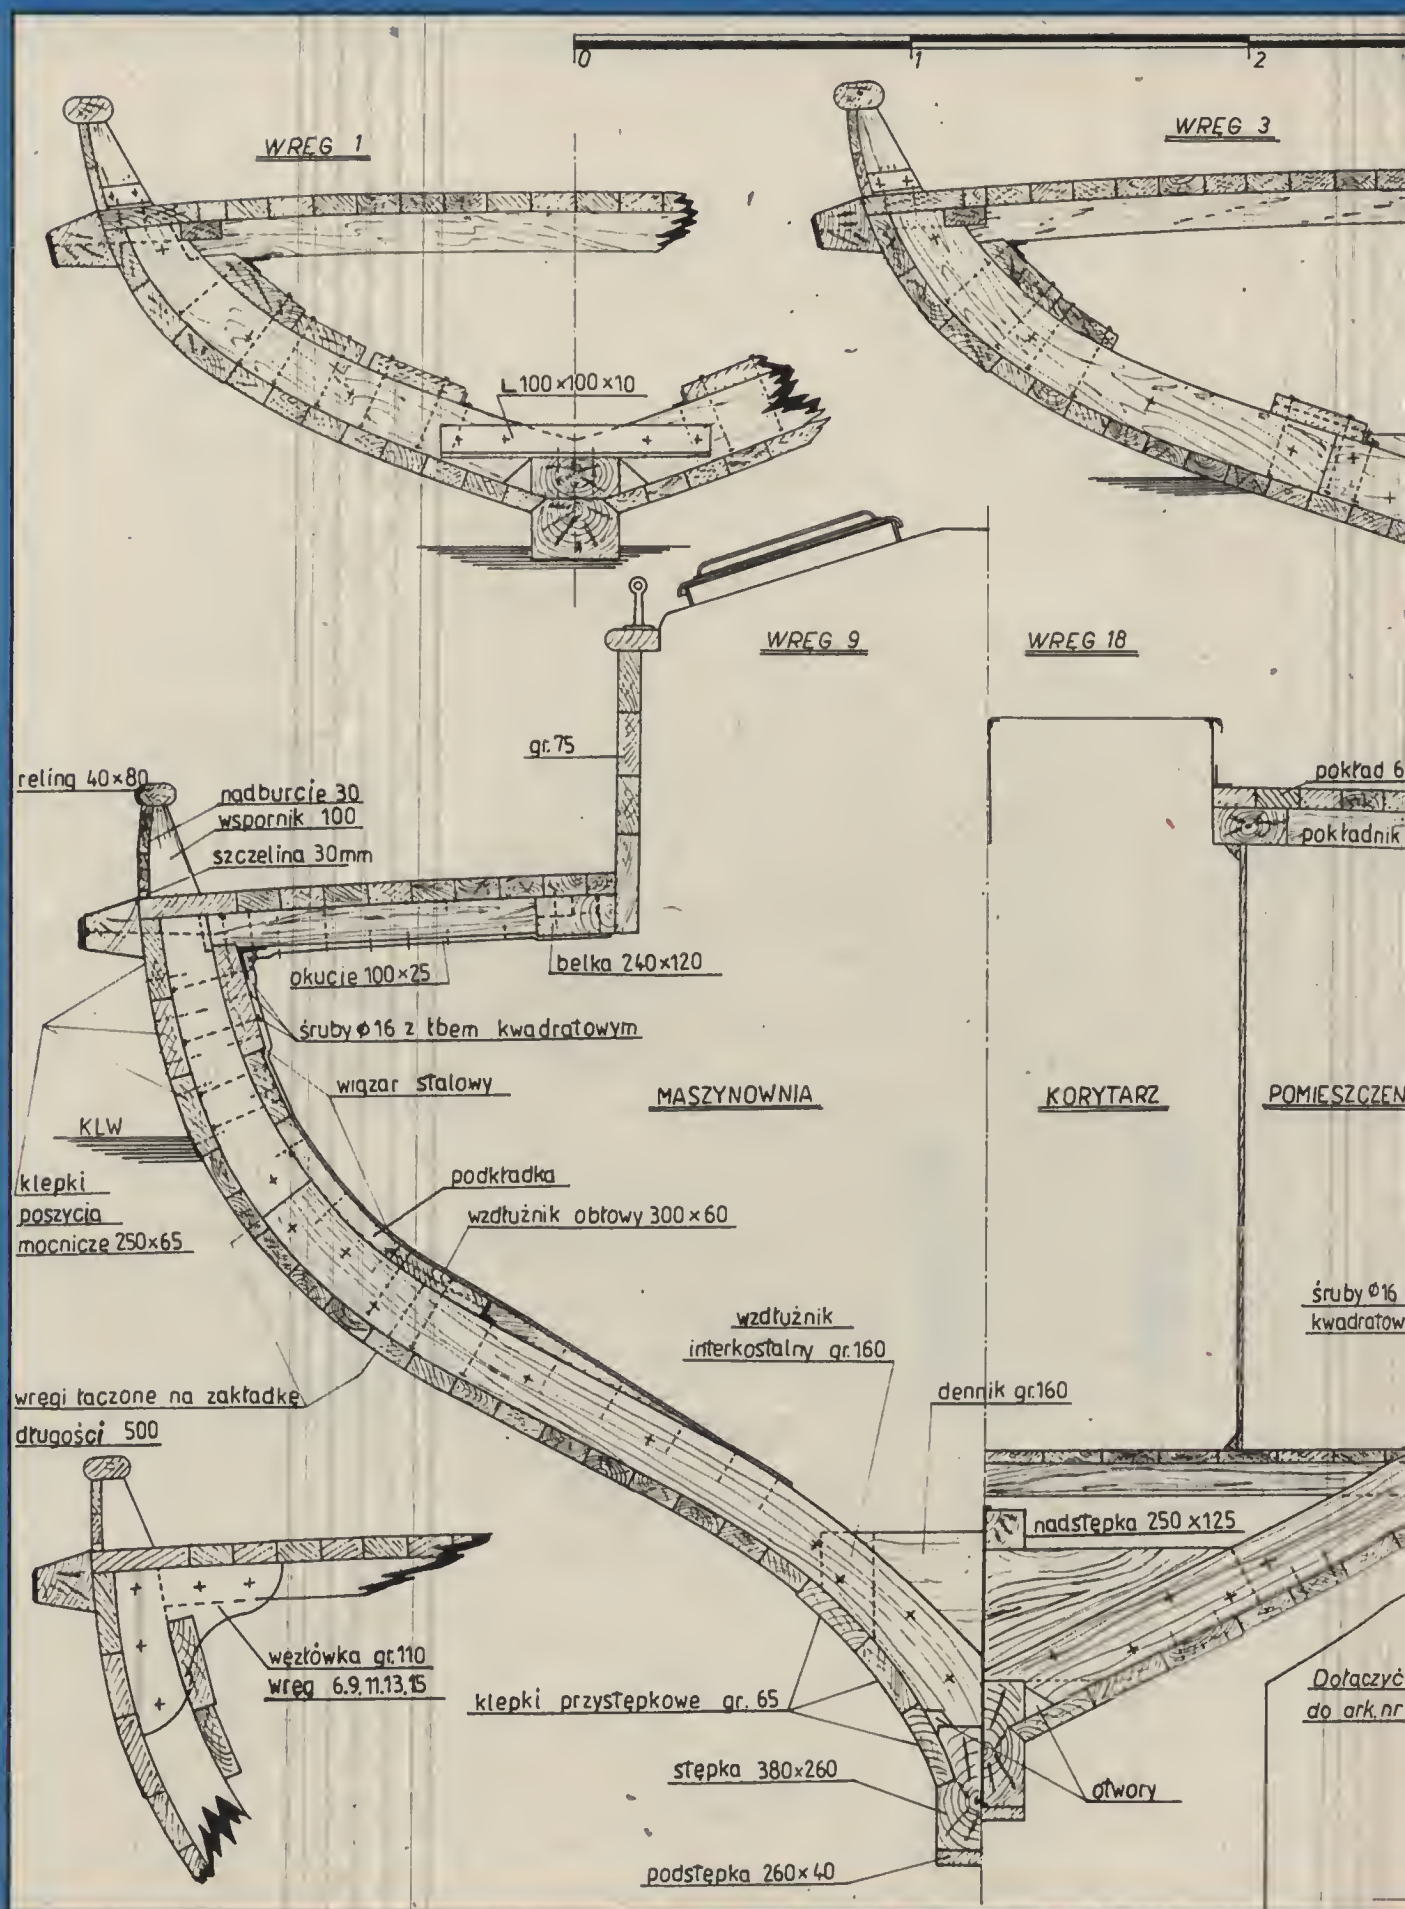 0 1 2
WRĘG 1
WRĘG 3
L100×100×10
WRĘG 9
WRĘG 18
gr.75
reling 40×80
nadburcie 30
wspornik 100
szczelina 30mm
pokład 6
pokładnik
okucie 100×25
belka 240×120
śruby ϕ16 z łbem kwadratowym
wiązar stalowy
MASZYNOWNIA
KORYTARZ
POMIESZCZEN
KLW
klepki
poszycia
mocnicze 250×65
podkładka
wzdłużnik obłowy 300×60
śruby ϕ16
kwadratow
wzdłużnik
interkostalny gr.160
dennik gr.160
wręgi łączone na zakładkę
długości 500
nadstępka 250×125
węzłówka gr.110
wręg 6.9.11.13.15
klepki przystępkowe gr. 65
Dołączyć
do ark.nr
stępka 380×260
otwory
podstępka 260×40